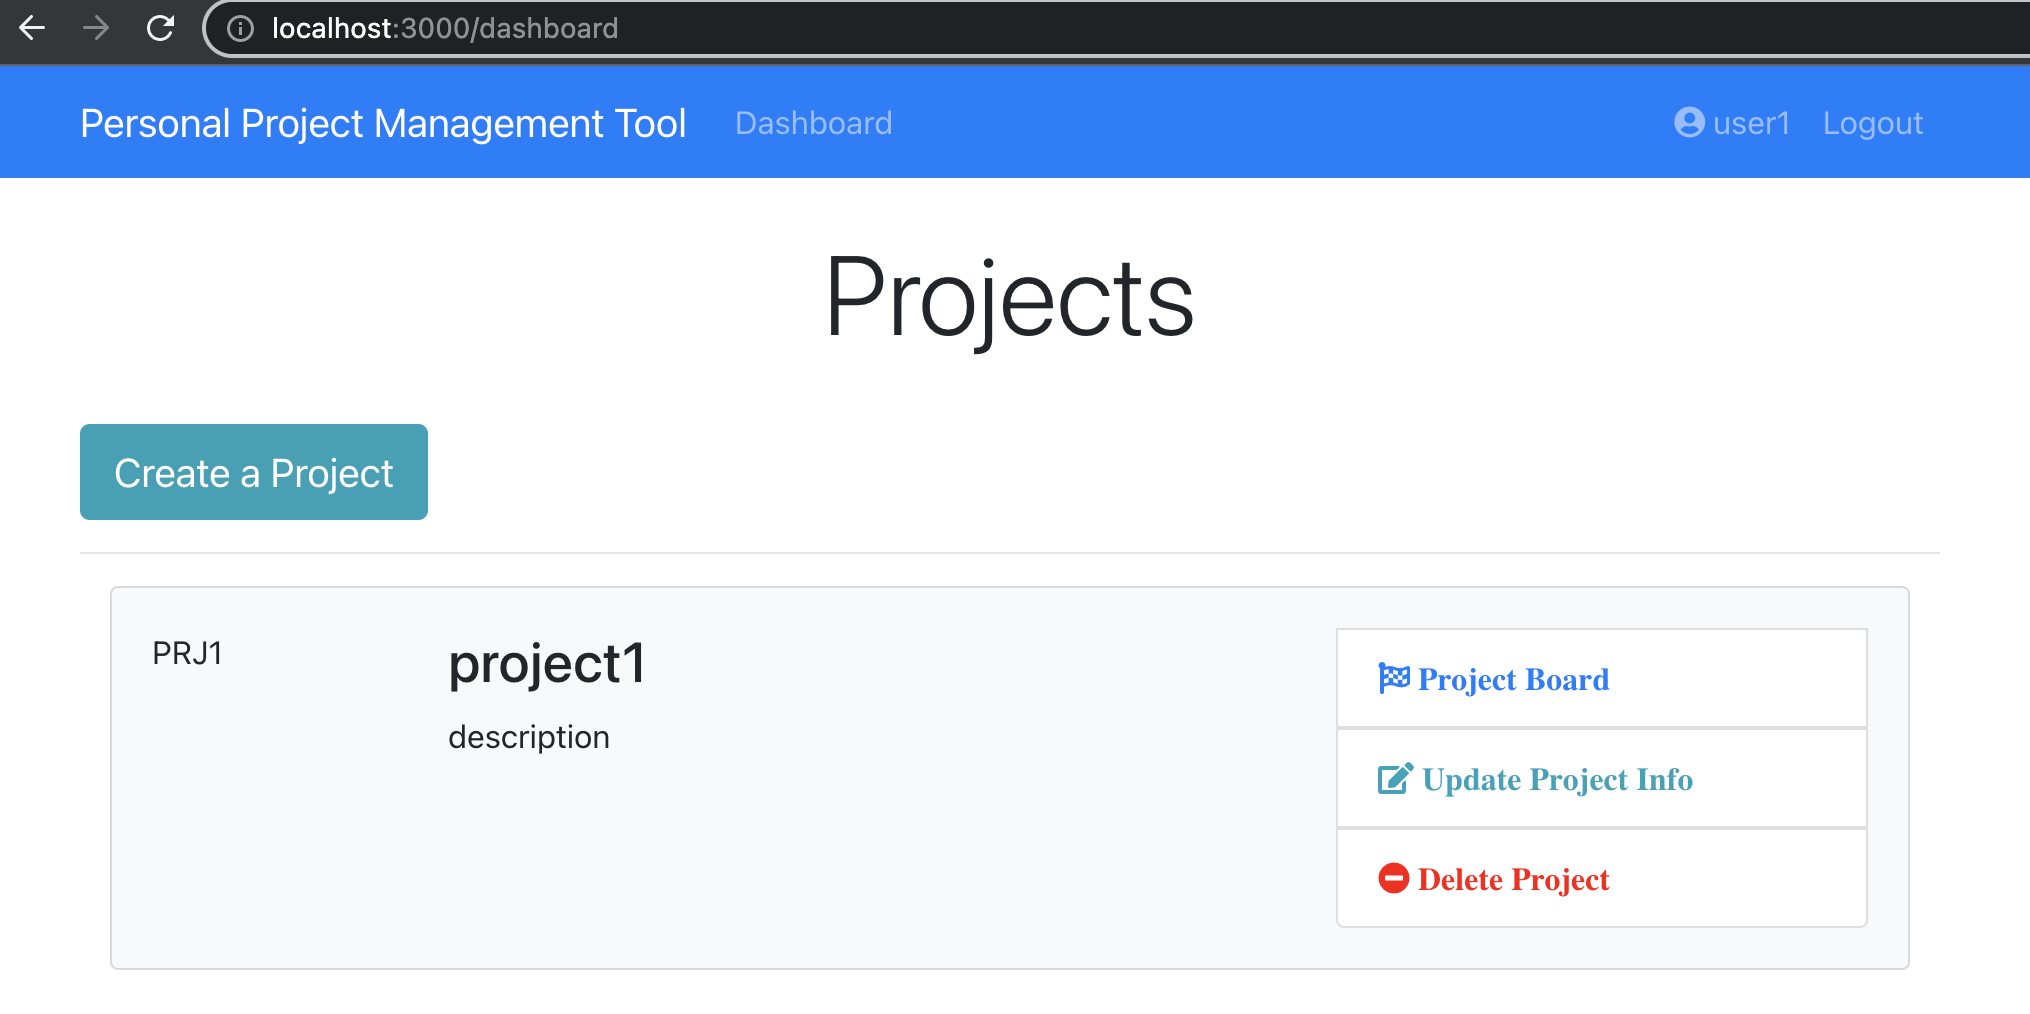 localhost:3000/dashboard
Personal Project Management Tool Dashboard user1 Logout
Projects
Create a Project
PRJ1
project1
description
Project Board
Update Project Info
Delete Project